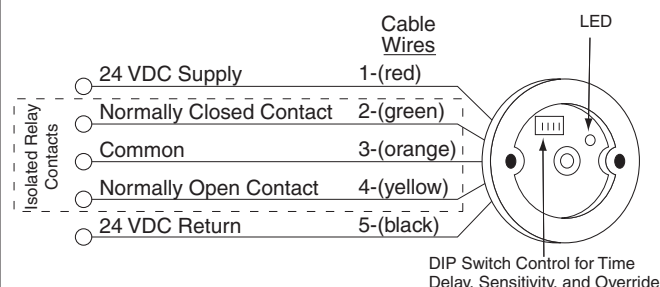 Cable
Wires
LED
24 VDC Supply 1-(red)
Normally Closed Contact 2-(green)
Common 3-(orange)
Normally Open Contact 4-(yellow)
24 VDC Return 5-(black)
Isolated Relay
Contacts
DIP Switch Control for Time
Delay, Sensitivity, and Override